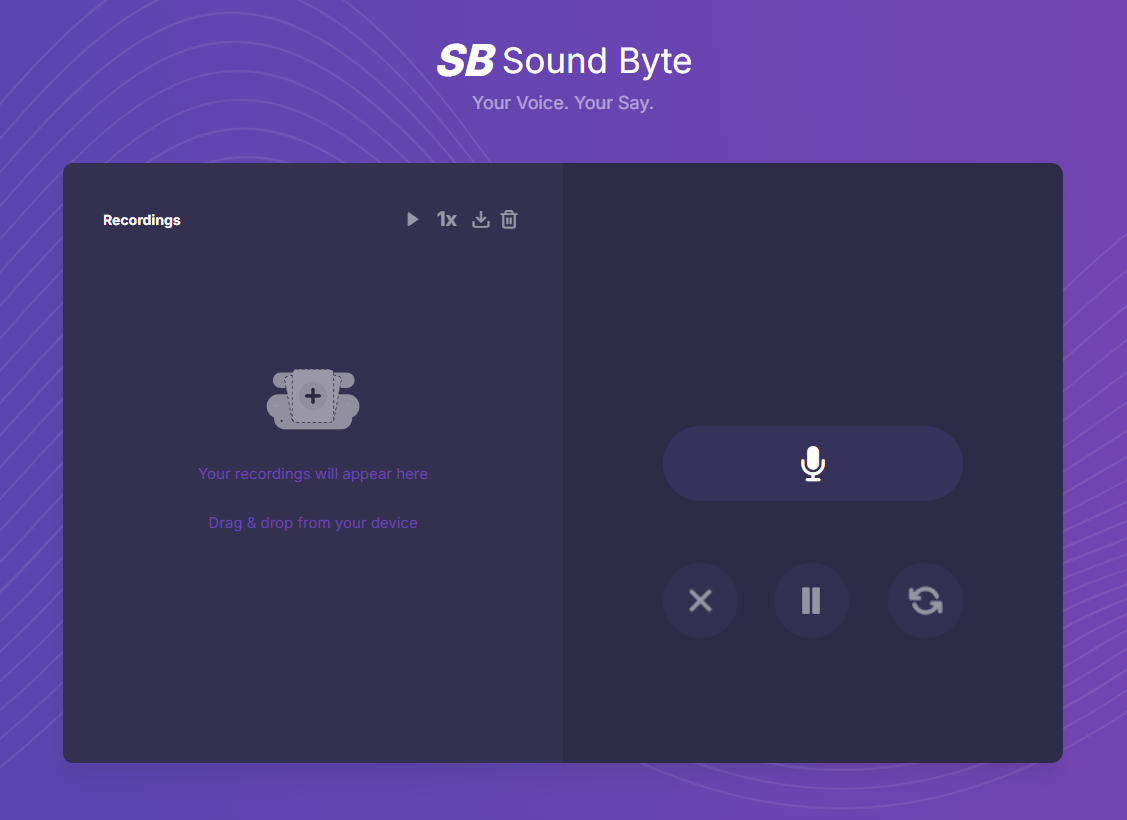 SB Sound Byte
Your Voice. Your Say.
Recordings 1x
Your recordings will appear here
Drag & drop from your device